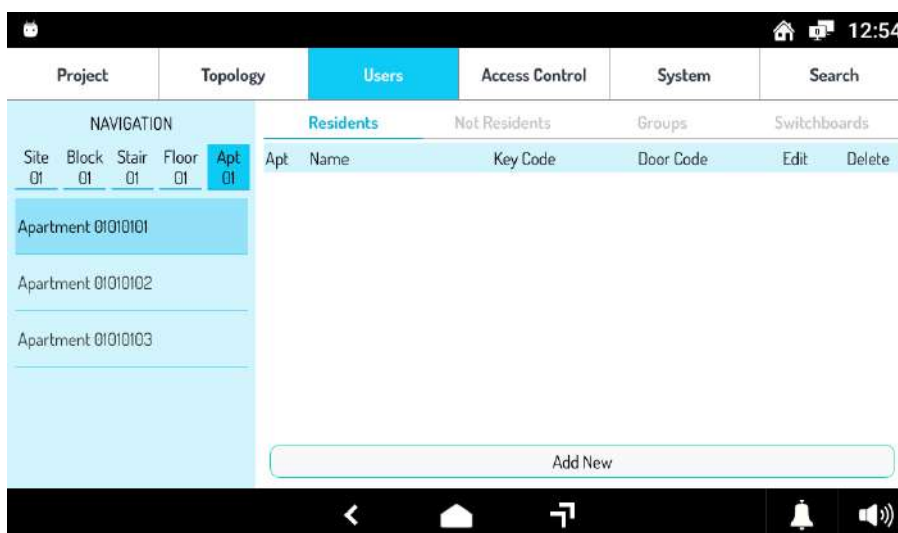 12:54
Project Topology Users Access Control System Search
NAVIGATION
Site Block Stair Floor Apt
01 01 01 01 01
Apartment 01010101
Apartment 01010102
Apartment 01010103
Residents Not Residents Groups Switchboards
Apt Name Key Code Door Code Edit Delete
Add New